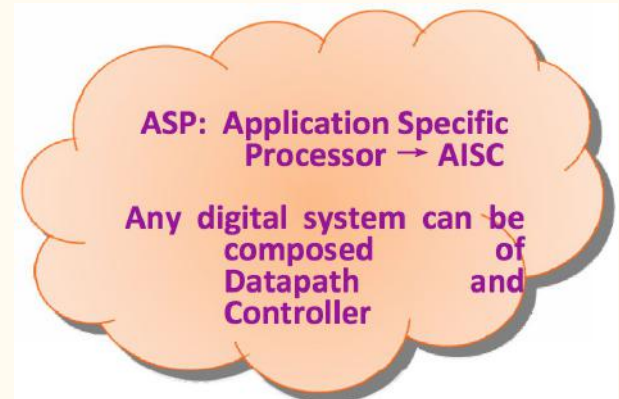 ASP: Application Specific
Processor → AISC
Any digital system can be
composed of
Datapath and
Controller